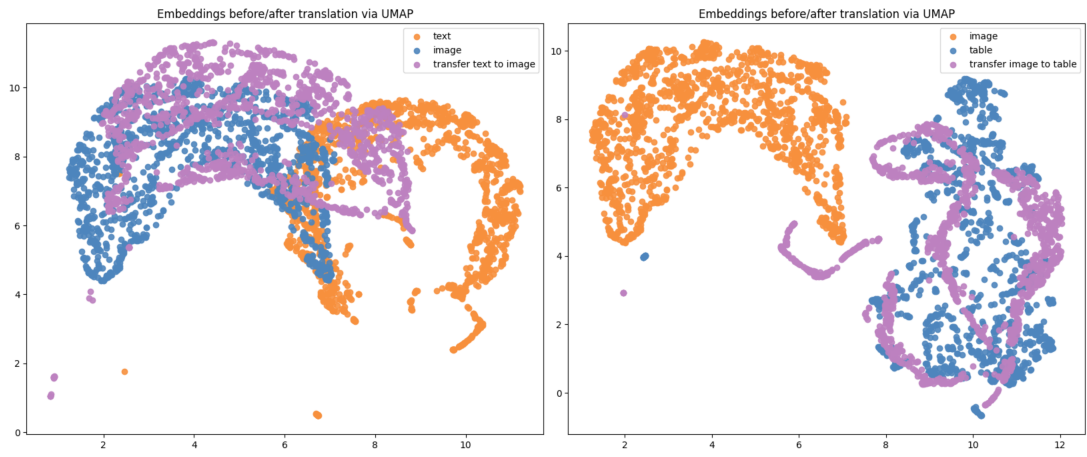 Embeddings before/after translation via UMAP
text
image
transfer text to image
10
8
6
4
2
0
2
4
6
8
10
Embeddings before/after translation via UMAP
image
table
transfer image to table
10
8
6
4
2
0
2
4
6
8
10
12